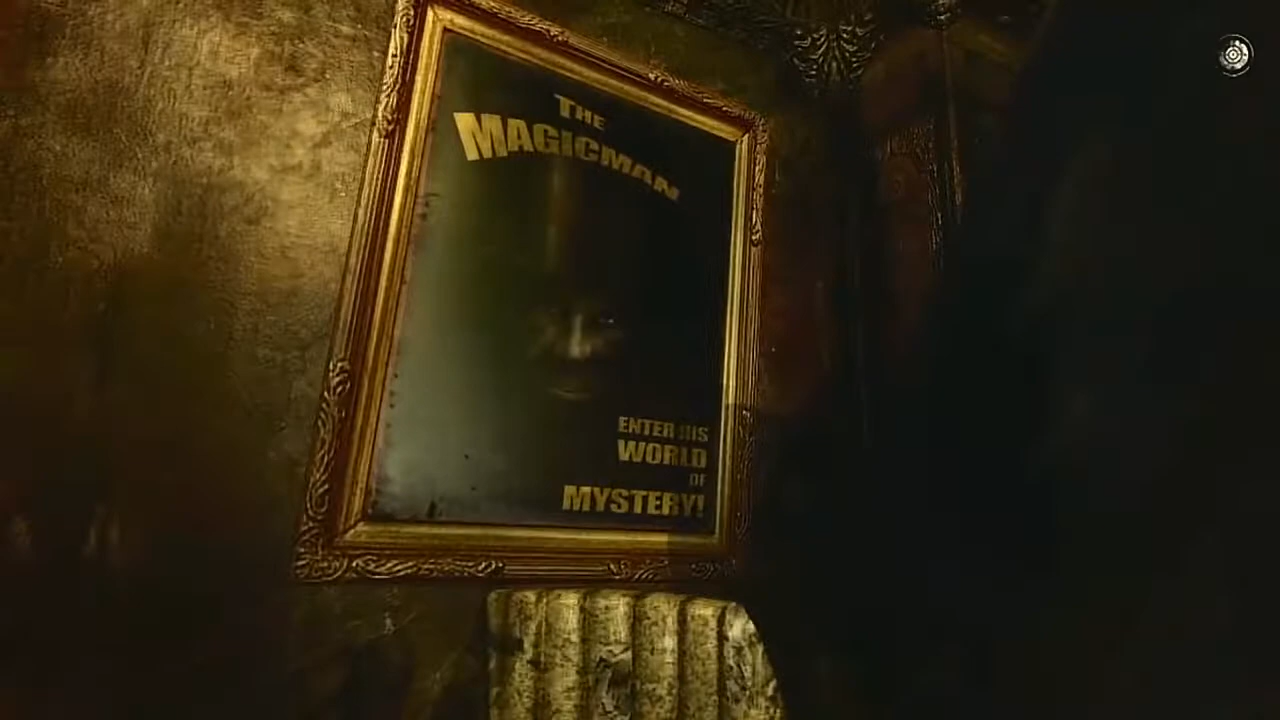 THE
MAGICMAN
ENTER HIS
WORLD
OF
MYSTERY!